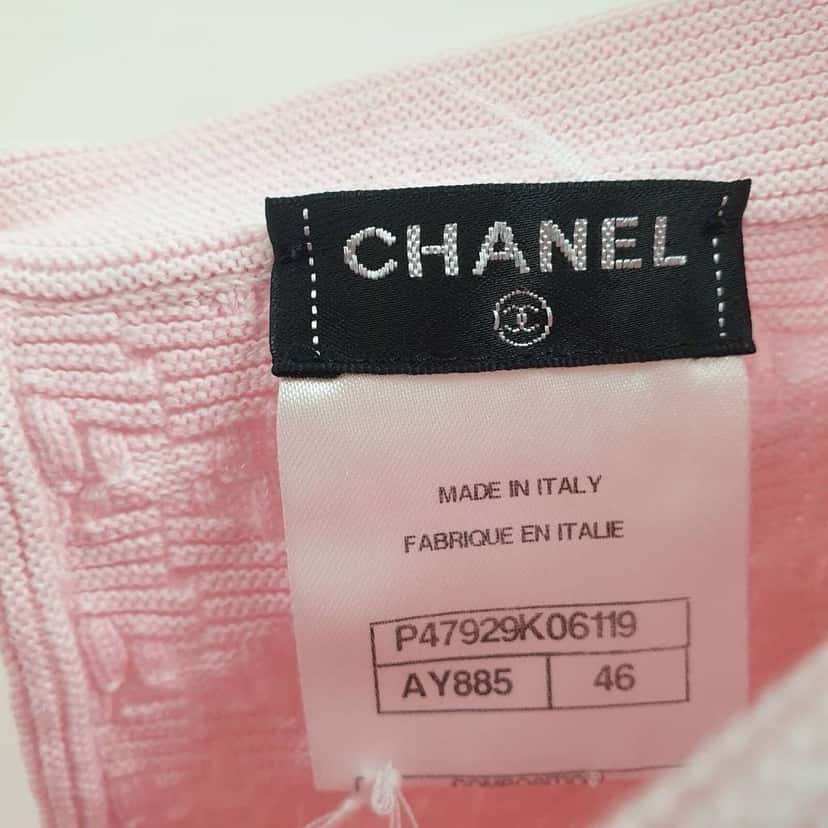 CHANEL
MADE IN ITALY
FABRIQUE EN ITALIE
P47929K06119
AY885 46